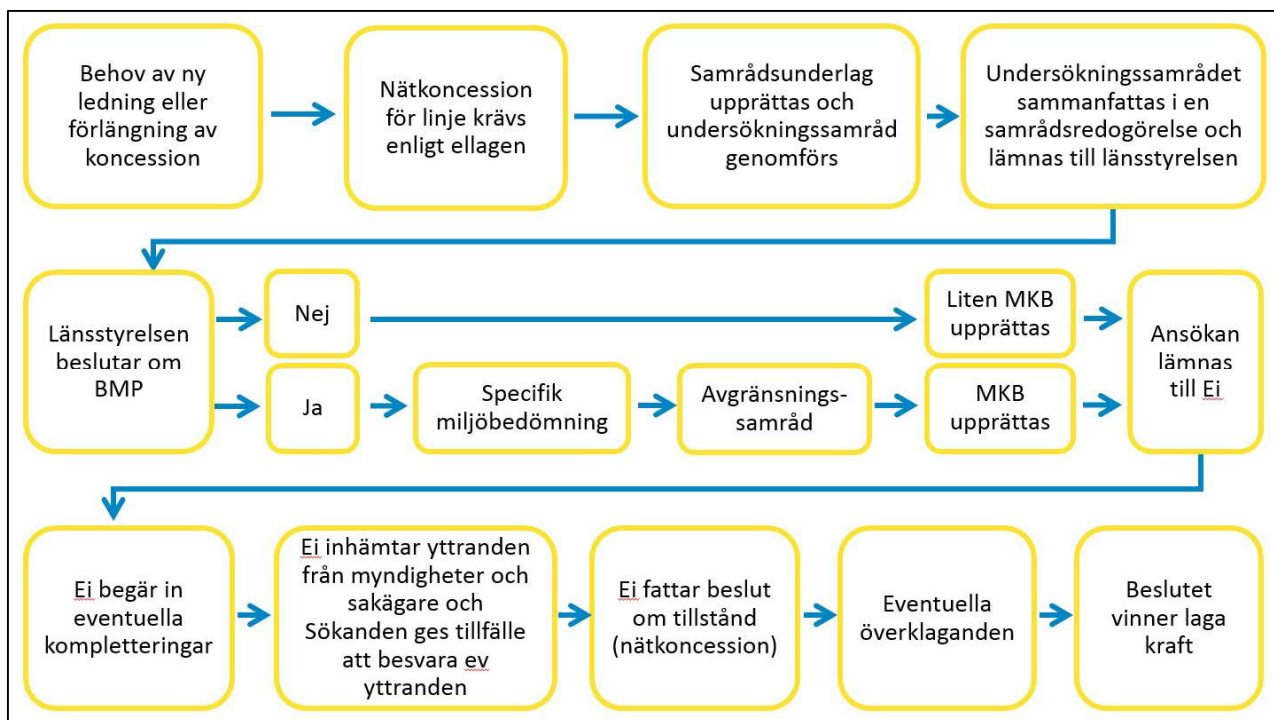 Behov av ny
ledning eller
förlängning av
koncession
Nätkoncession
för linje krävs
enligt ellagen
Samrådsunderlag
upprättas och
undersökningssamråd
genomförs
Undersökningssamrådet
sammanfattas i en
samrådsredogörelse och
lämnas till länsstyrelsen
Länsstyrelsen
beslutar om
BMP
Nej
Liten MKB
upprättas
Ja
Specifik
miljöbedömning
Avgränsnings-
samråd
MKB
upprättas
Ansökan
lämnas
till Ei
Ei begär in
eventuella
kompletteringar
Ei inhämtar yttranden
från myndigheter och
sakägare och
Sökanden ges tillfälle
att besvara ev
yttranden
Ei fattar beslut
om tillstånd
(nätkoncession)
Eventuella
överklaganden
Beslutet
vinner laga
kraft